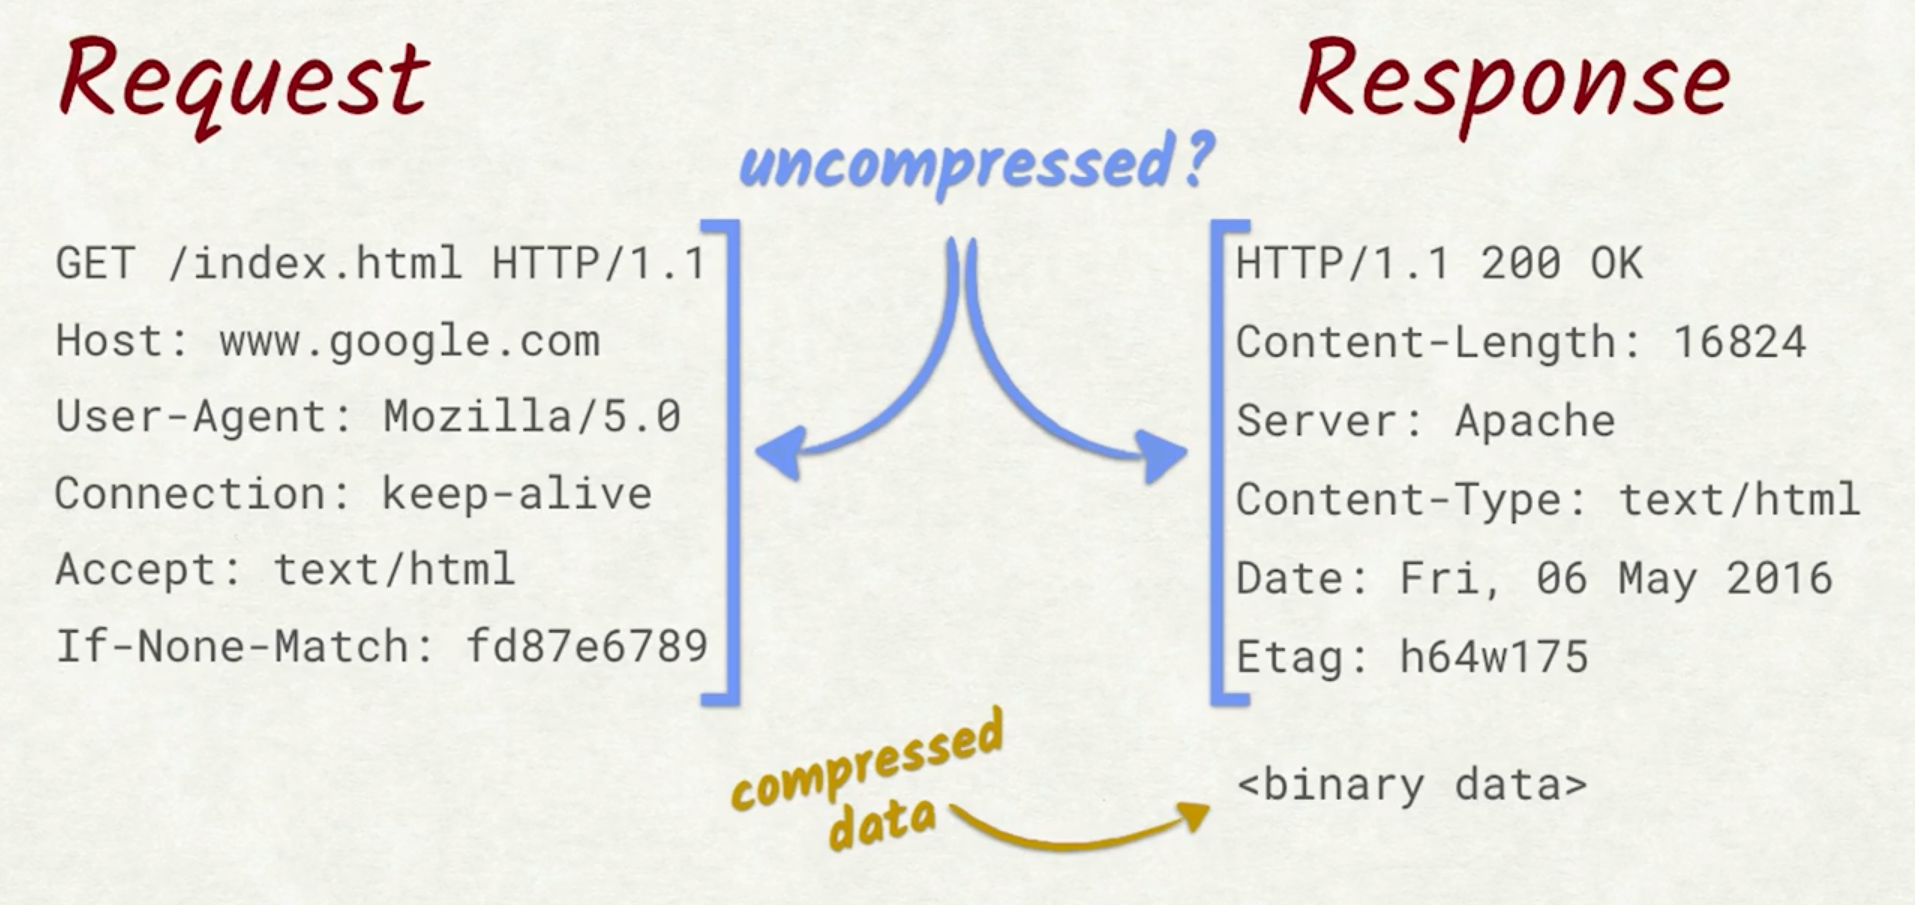 Request
Response
uncompressed?
GET /index.html HTTP/1.1
Host: www.google.com
User-Agent: Mozilla/5.0
Connection: keep-alive
Accept: text/html
If-None-Match: fd87e6789
HTTP/1.1 200 OK
Content-Length: 16824
Server: Apache
Content-Type: text/html
Date: Fri, 06 May 2016
Etag: h64w175
compressed
data
<binary data>